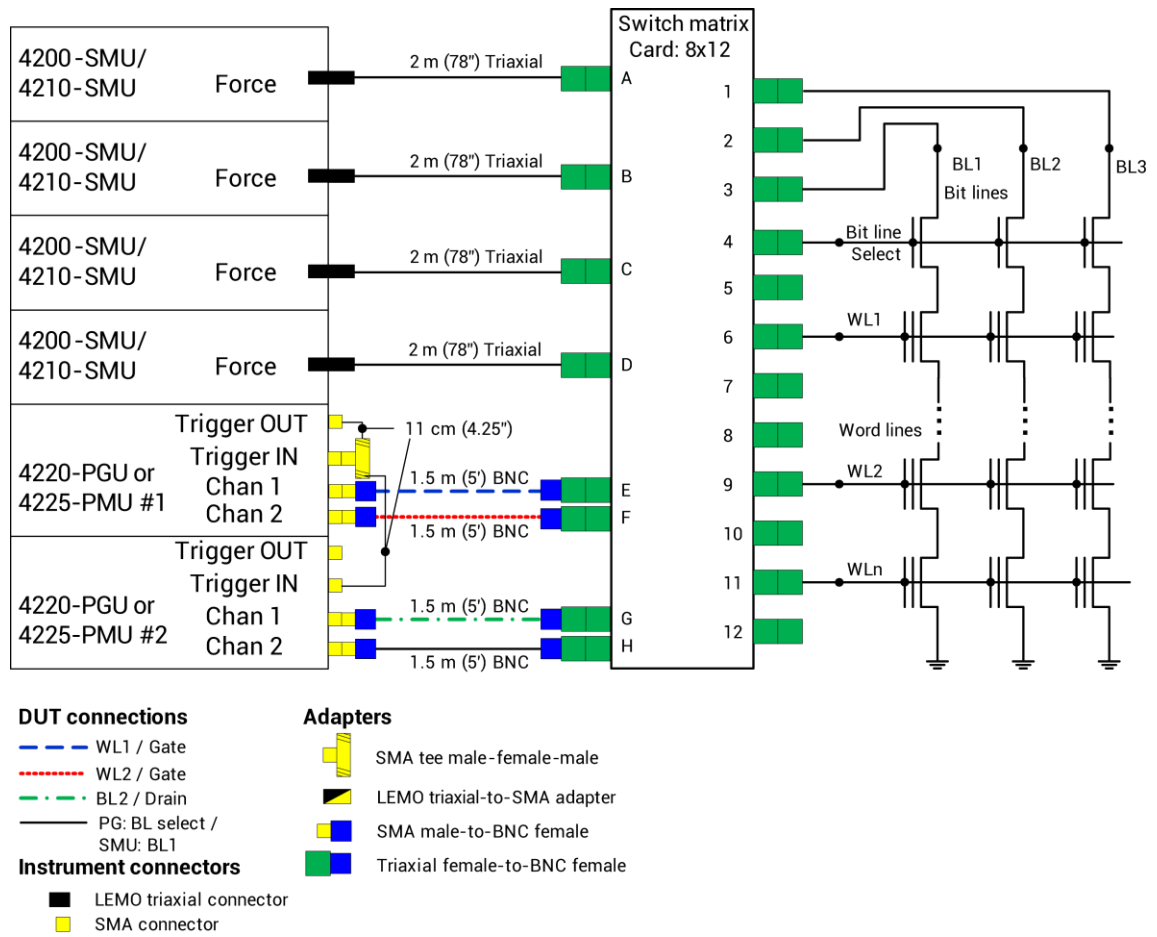 4200-SMU/
4210-SMU
Force
2 m (78") Triaxial
A
4200-SMU/
4210-SMU
Force
2 m (78") Triaxial
B
4200-SMU/
4210-SMU
Force
2 m (78") Triaxial
C
4200-SMU/
4210-SMU
Force
2 m (78") Triaxial
D
Trigger OUT
Trigger IN
11 cm (4.25")
4220-PGU or
4225-PMU #1
Chan 1
1.5 m (5') BNC
E
Chan 2
1.5 m (5') BNC
F
Trigger OUT
Trigger IN
4220-PGU or
4225-PMU #2
Chan 1
1.5 m (5') BNC
G
Chan 2
1.5 m (5') BNC
H
Switch matrix
Card: 8x12
1
2
3
4
5
6
7
8
9
10
11
12
BL1
BL2
BL3
Bit lines
Bit line
Select
WL1
Word lines
WL2
WLn
DUT connections
WL1 / Gate
WL2 / Gate
BL2 / Drain
PG: BL select /
SMU: BL1
Instrument connectors
LEMO triaxial connector
SMA connector
Adapters
SMA tee male-female-male
LEMO triaxial-to-SMA adapter
SMA male-to-BNC female
Triaxial female-to-BNC female